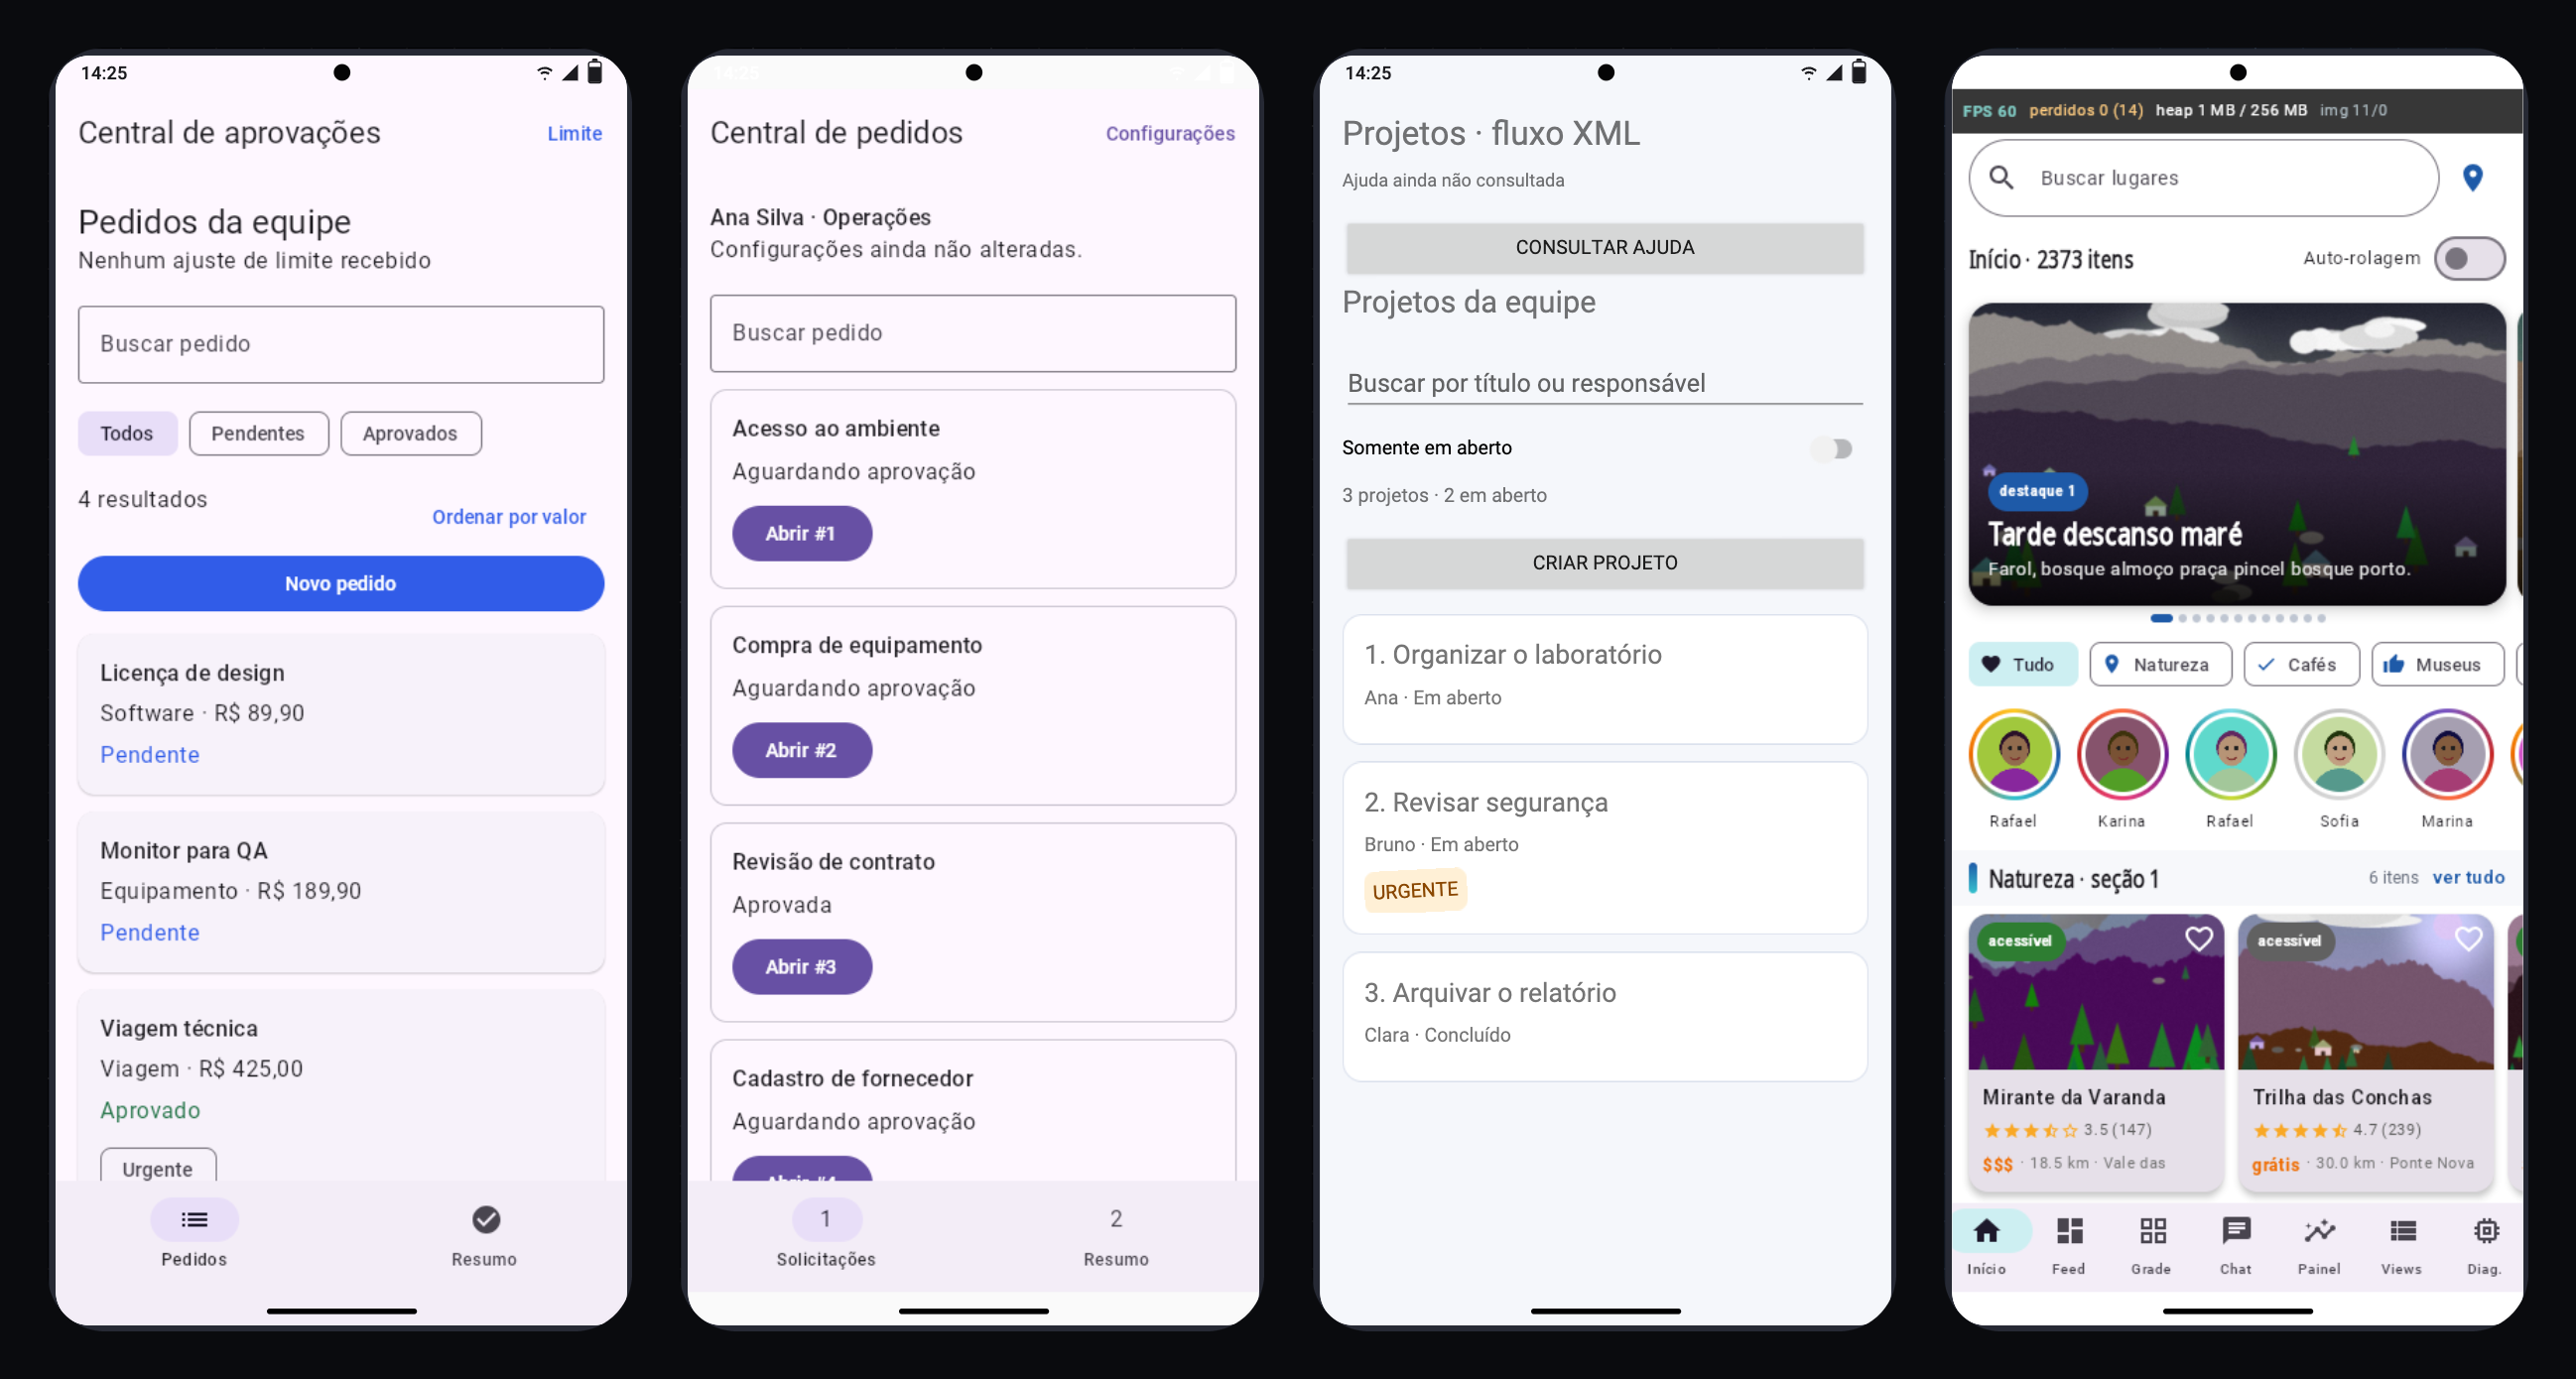 14:25
Central de aprovações
Limite
Pedidos da equipe
Nenhum ajuste de limite recebido
Buscar pedido
Todos
Pendentes
Aprovados
4 resultados
Ordenar por valor
Novo pedido
Licença de design
Software · R$ 89,90
Pendente
Monitor para QA
Equipamento · R$ 189,90
Pendente
Viagem técnica
Viagem · R$ 425,00
Aprovado
Urgente
Pedidos
Resumo
14:25
Central de pedidos
Configurações
Ana Silva · Operações
Configurações ainda não alteradas.
Buscar pedido
Acesso ao ambiente
Aguardando aprovação
Abrir #1
Compra de equipamento
Aguardando aprovação
Abrir #2
Revisão de contrato
Aprovada
Abrir #3
Cadastro de fornecedor
Aguardando aprovação
Abrir #4
1
2
Solicitações
Resumo
14:25
Projetos · fluxo XML
Ajuda ainda não consultada
CONSULTAR AJUDA
Projetos da equipe
Buscar por título ou responsável
Somente em aberto
3 projetos · 2 em aberto
CRIAR PROJETO
1. Organizar o laboratório
Ana · Em aberto
2. Revisar segurança
Bruno · Em aberto
URGENTE
3. Arquivar o relatório
Clara · Concluído
FPS 60 perdidos 0 (14) heap 1 MB / 256 MB img 11/0
Buscar lugares
Início · 2373 itens
Auto-rolagem
destaque 1
Tarde descanso maré
Farol, bosque almoço praça pincel bosque porto.
Tudo
Natureza
Cafés
Museus
Rafael
Karina
Rafael
Sofia
Marina
Natureza · seção 1
6 itens
ver tudo
acessível
acessível
Mirante da Varanda
3.5 (147)
$$$ · 18.5 km · Vale das
Trilha das Conchas
4.7 (239)
grátis · 30.0 km · Ponte Nova
Início
Feed
Grade
Chat
Painel
Views
Diag.